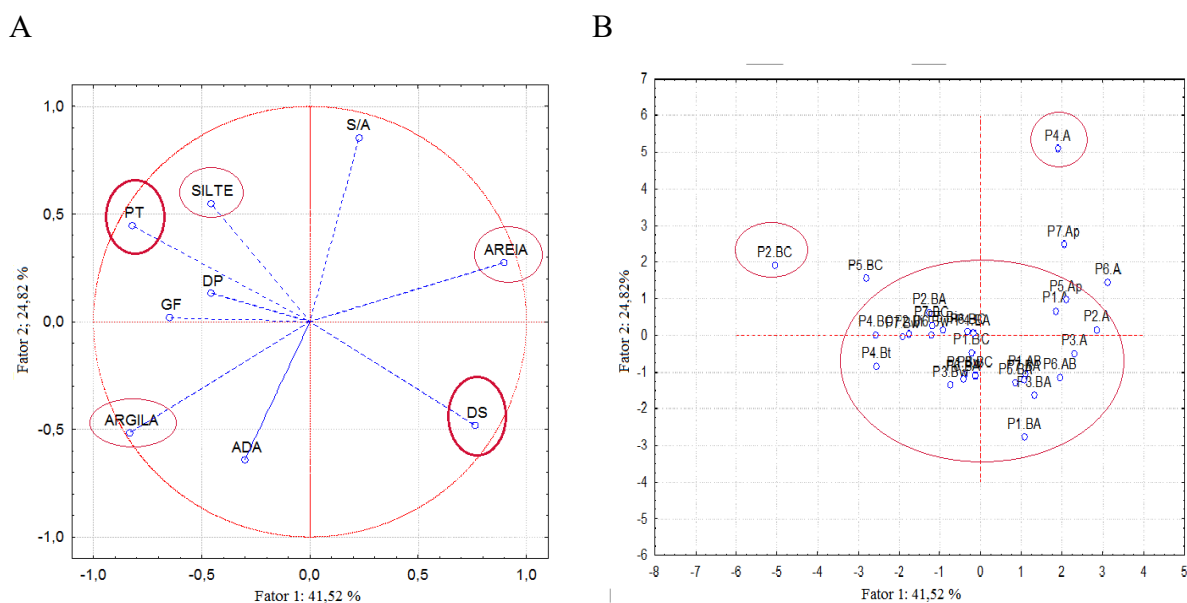 A
B
1,0
0,5
0,0
-0,5
-1,0
Fator 2: 24,82 %
S/A
SILTE
PT
AREIA
DP
GF
ARGILA
ADA
DS
-1,0 -0,5 0,0 0,5 1,0
Fator 1: 41,52 %
7
6
5
4
3
2
1
0
-1
-2
-3
-4
-5
-6
Fator 2: 24.82%
P4.A
P7.Ap
P2.BC
P5.BC
P6.A
P5.Ap
P1.A
P2.BA
P7.BC
P2.A
P4.BC
P1.BC
P3.A
P4.Bt
P1.AB
P6.AB
P3.Bw
P3.BA
P1.BA
-8 -7 -6 -5 -4 -3 -2 -1 0 1 2 3 4 5
Fator 1: 41,52 %